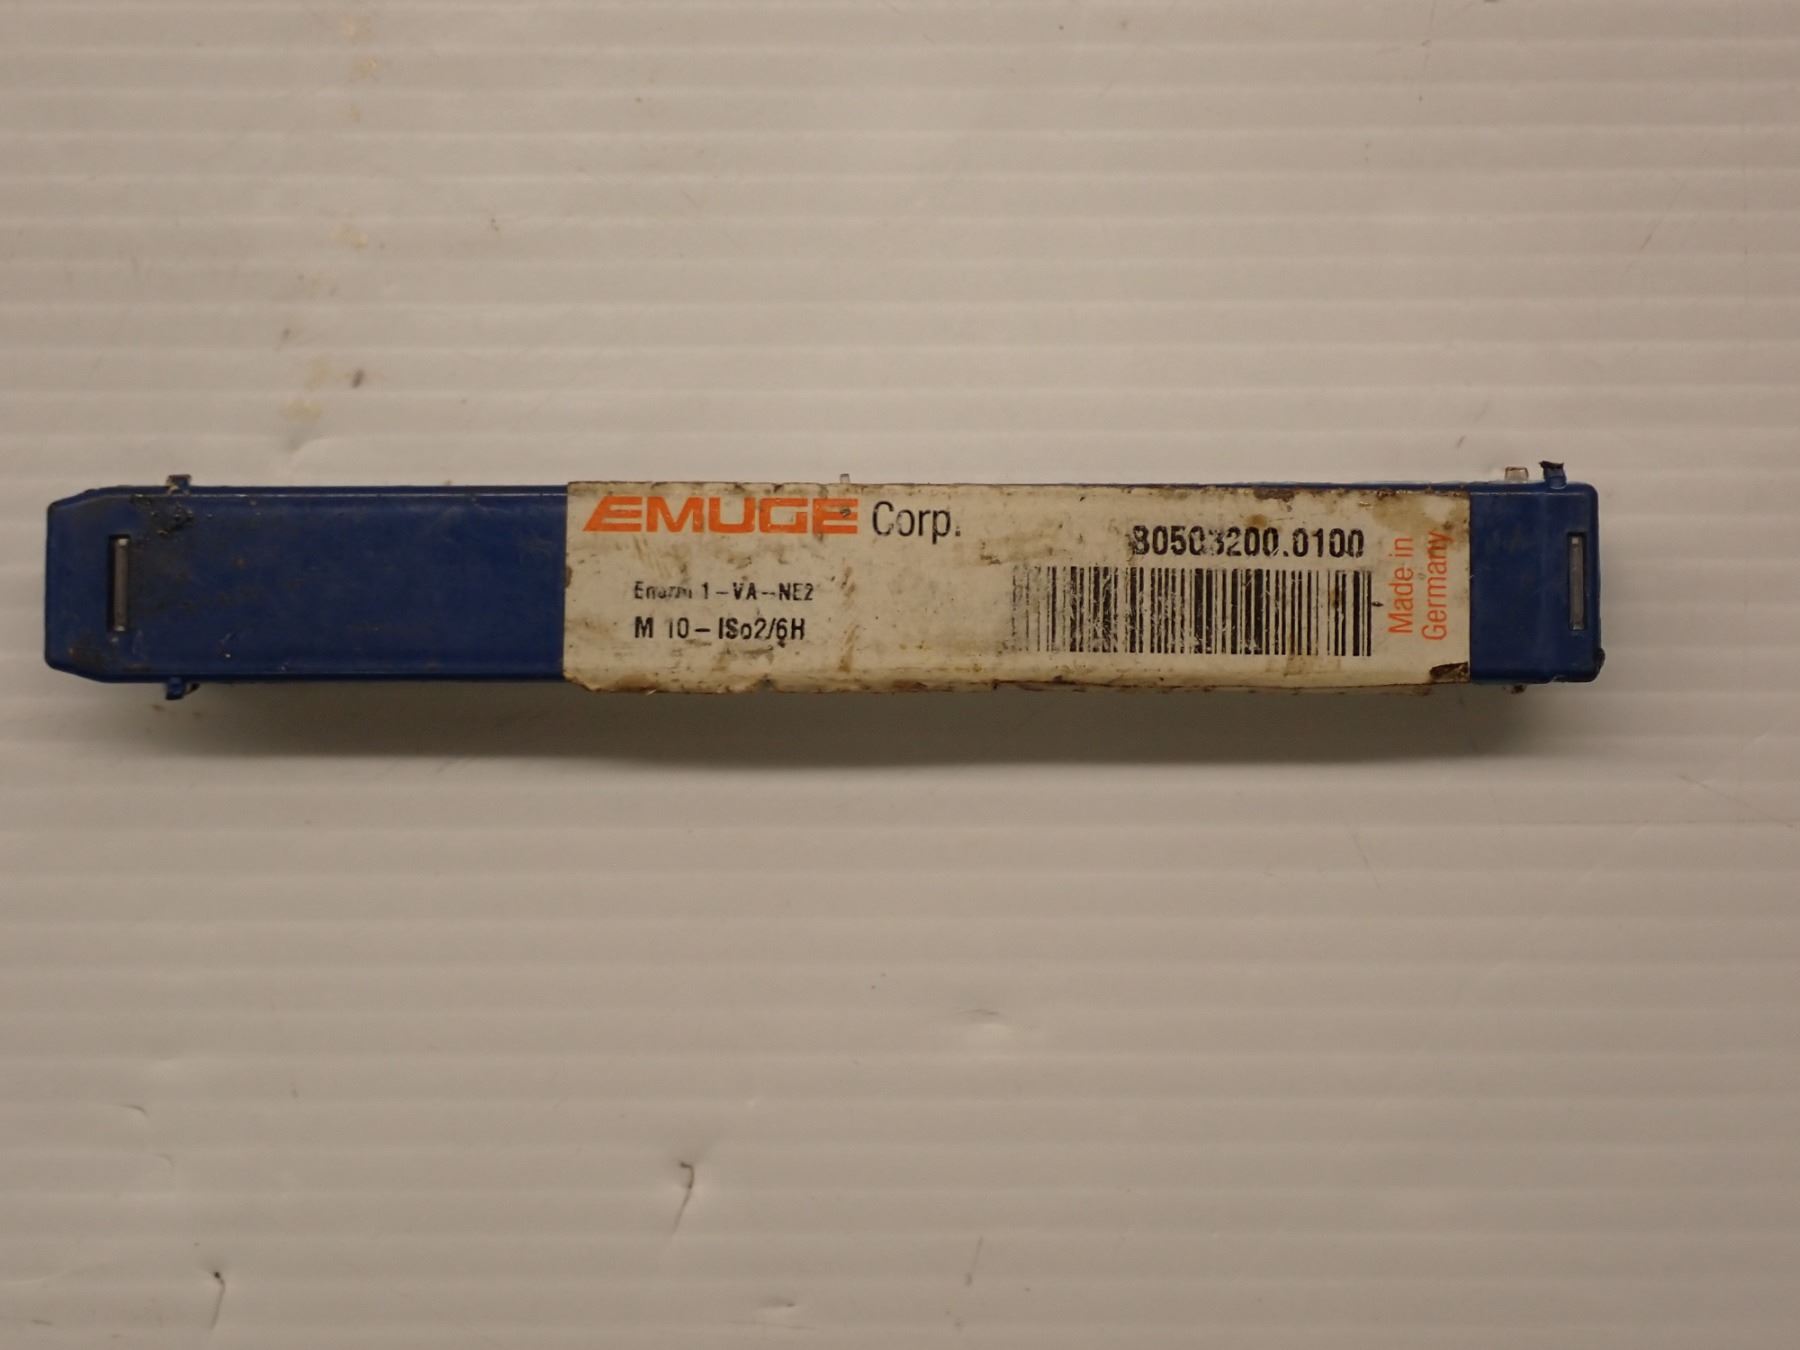 EMUGE Corp.
B0503200.0100
1-VA-NE2
M 10-ISo2/6H
Made in
Germany